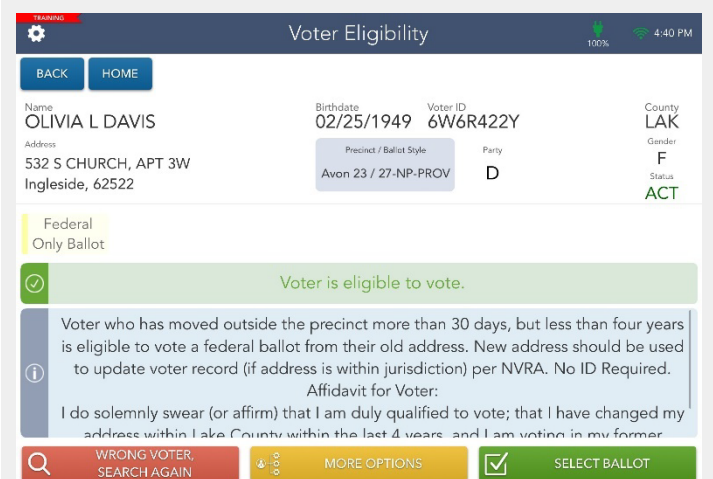 TRAINING
Voter Eligibility
100%
4:40 PM
BACK
HOME
Name
OLIVIA L DAVIS
Birthdate
02/25/1949
Voter ID
6W6R422Y
County
LAK
Address
532 S CHURCH, APT 3W
Ingleside, 62522
Precinct / Ballot Style
Avon 23 / 27-NP-PROV
Party
D
Gender
F
Status
ACT
Federal
Only Ballot
Voter is eligible to vote.
Voter who has moved outside the precinct more than 30 days, but less than four years
is eligible to vote a federal ballot from their old address. New address should be used
to update voter record (if address is within jurisdiction) per NVRA. No ID Required.
Affidavit for Voter:
I do solemnly swear (or affirm) that I am duly qualified to vote; that I have changed my
address within Lake County within the last 4 years, and I am voting in my former
WRONG VOTER,
SEARCH AGAIN
MORE OPTIONS
SELECT BALLOT